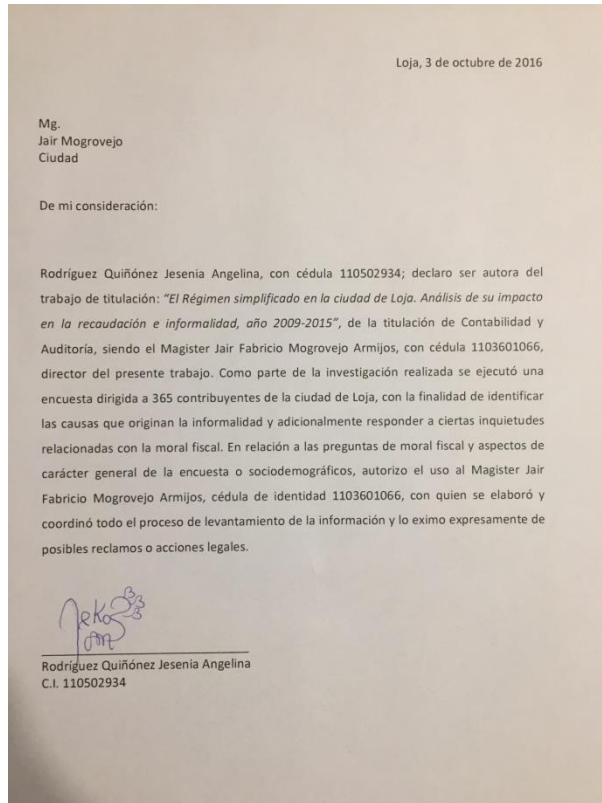 Loja, 3 de octubre de 2016
Mg.
Jair Mogrovejo
Ciudad
De mi consideración:
Rodríguez Quiñónez Jesenia Angelina, con cédula 110502934; declaro ser autora del
trabajo de titulación: "El Régimen simplificado en la ciudad de Loja. Análisis de su impacto
en la recaudación e informalidad, año 2009-2015", de la titulación de Contabilidad y
Auditoría, siendo el Magister Jair Fabricio Mogrovejo Armijos, con cédula 1103601066,
director del presente trabajo. Como parte de la investigación realizada se ejecutó una
encuesta dirigida a 365 contribuyentes de la ciudad de Loja, con la finalidad de identificar
las causas que originan la informalidad y adicionalmente responder a ciertas inquietudes
relacionadas con la moral fiscal. En relación a las preguntas de moral fiscal y aspectos de
carácter general de la encuesta o sociodemográficos, autorizo el uso al Magister Jair
Fabricio Mogrovejo Armijos, cédula de identidad 1103601066, con quien se elaboró y
coordinó todo el proceso de levantamiento de la información y lo eximo expresamente de
posibles reclamos o acciones legales.
Rodríguez Quiñónez Jesenia Angelina
C.I. 110502934